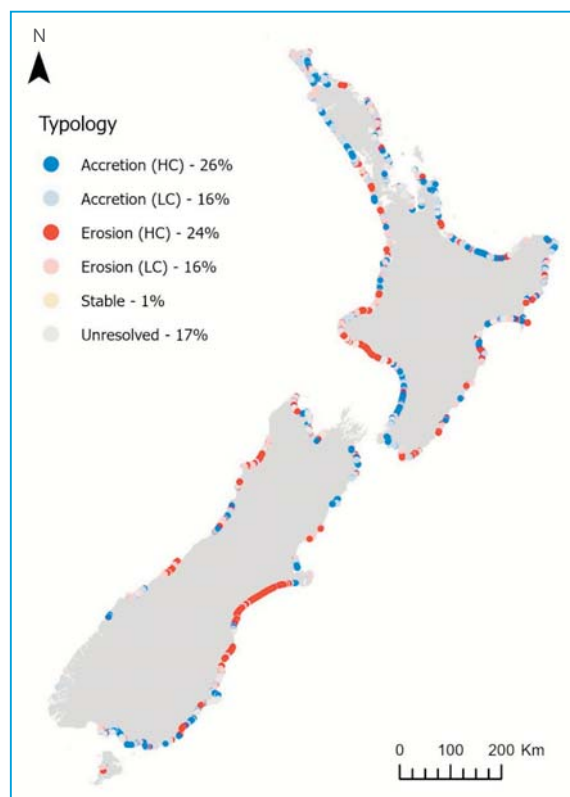 N
Typology
Accretion (HC) - 26%
Accretion (LC) - 16%
Erosion (HC) - 24%
Erosion (LC) - 16%
Stable - 1%
Unresolved - 17%
0 100 200 Km